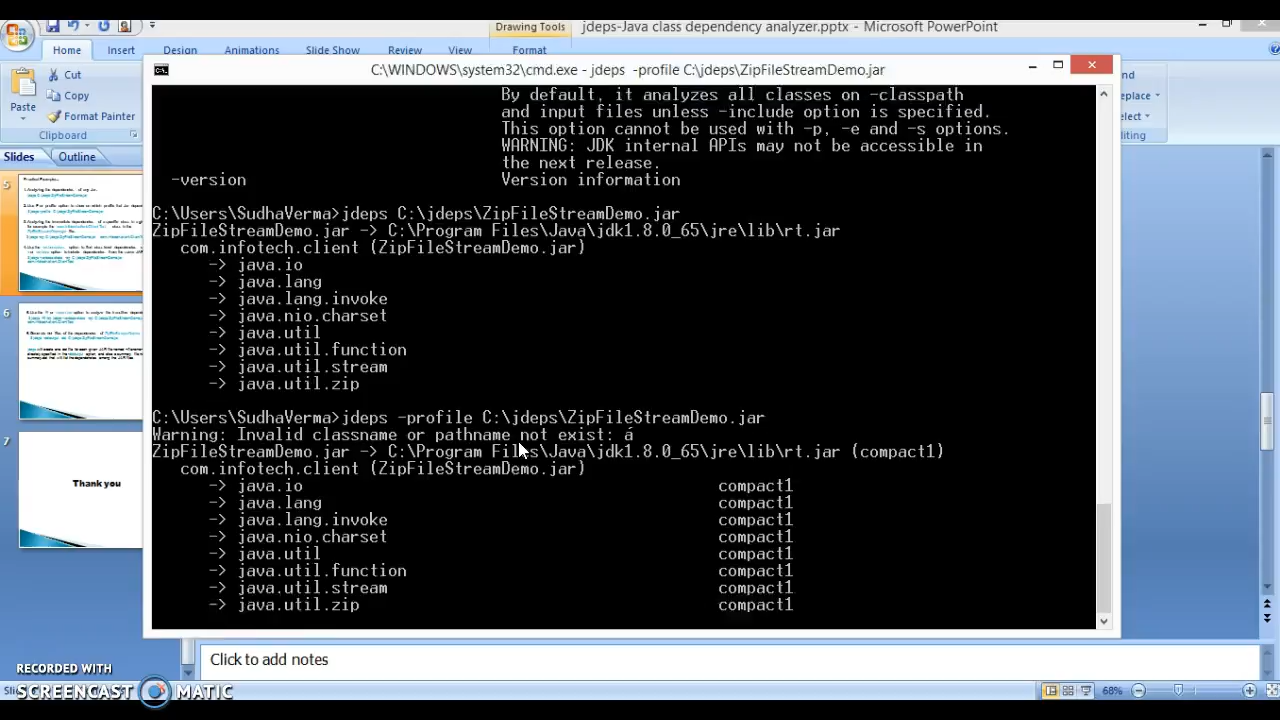 Drawing Tools
jdeps-Java class dependency analyzer.pptx - Microsoft PowerPoint
Home Insert Design Animations Slide Show Review View Format
Paste
Cut
Copy
Format Painter
Clipboard
Slides Outline
C:\WINDOWS\system32\cmd.exe - jdeps -profile C:\jdeps\ZipFileStreamDemo.jar
By default, it analyzes all classes on -classpath
and input files unless -include option is specified.
This option cannot be used with -p, -e and -s options.
WARNING: JDK internal APIs may not be accessible in
the next release.
-version Version information
C:\Users\SudhaVerma>jdeps C:\jdeps\ZipFileStreamDemo.jar
ZipFileStreamDemo.jar -> C:\Program Files\Java\jdk1.8.0_65\jre\lib\rt.jar
com.infotech.client (ZipFileStreamDemo.jar)
-> java.io
-> java.lang
-> java.lang.invoke
-> java.nio.charset
-> java.util
-> java.util.function
-> java.util.stream
-> java.util.zip
C:\Users\SudhaVerma>jdeps -profile C:\jdeps\ZipFileStreamDemo.jar
Warning: Invalid classname or pathname not exist: á
ZipFileStreamDemo.jar -> C:\Program Files\Java\jdk1.8.0_65\jre\lib\rt.jar (compact1)
com.infotech.client (ZipFileStreamDemo.jar)
-> java.io compact1
-> java.lang compact1
-> java.lang.invoke compact1
-> java.nio.charset compact1
-> java.util compact1
-> java.util.function compact1
-> java.util.stream compact1
-> java.util.zip compact1
nd
eplace
elect
iting
5
6
7
Thank you
Click to add notes
RECORDED WITH
SCREENCAST MATIC
68%